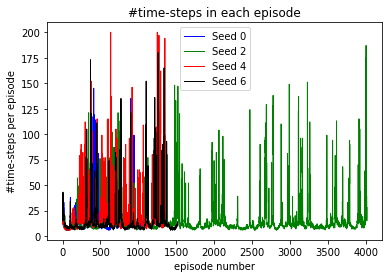 #time-steps in each episode
#time-steps per episode
200
175
150
125
100
75
50
25
0
Seed 0
Seed 2
Seed 4
Seed 6
0
500
1000
1500
2000
2500
3000
3500
4000
episode number